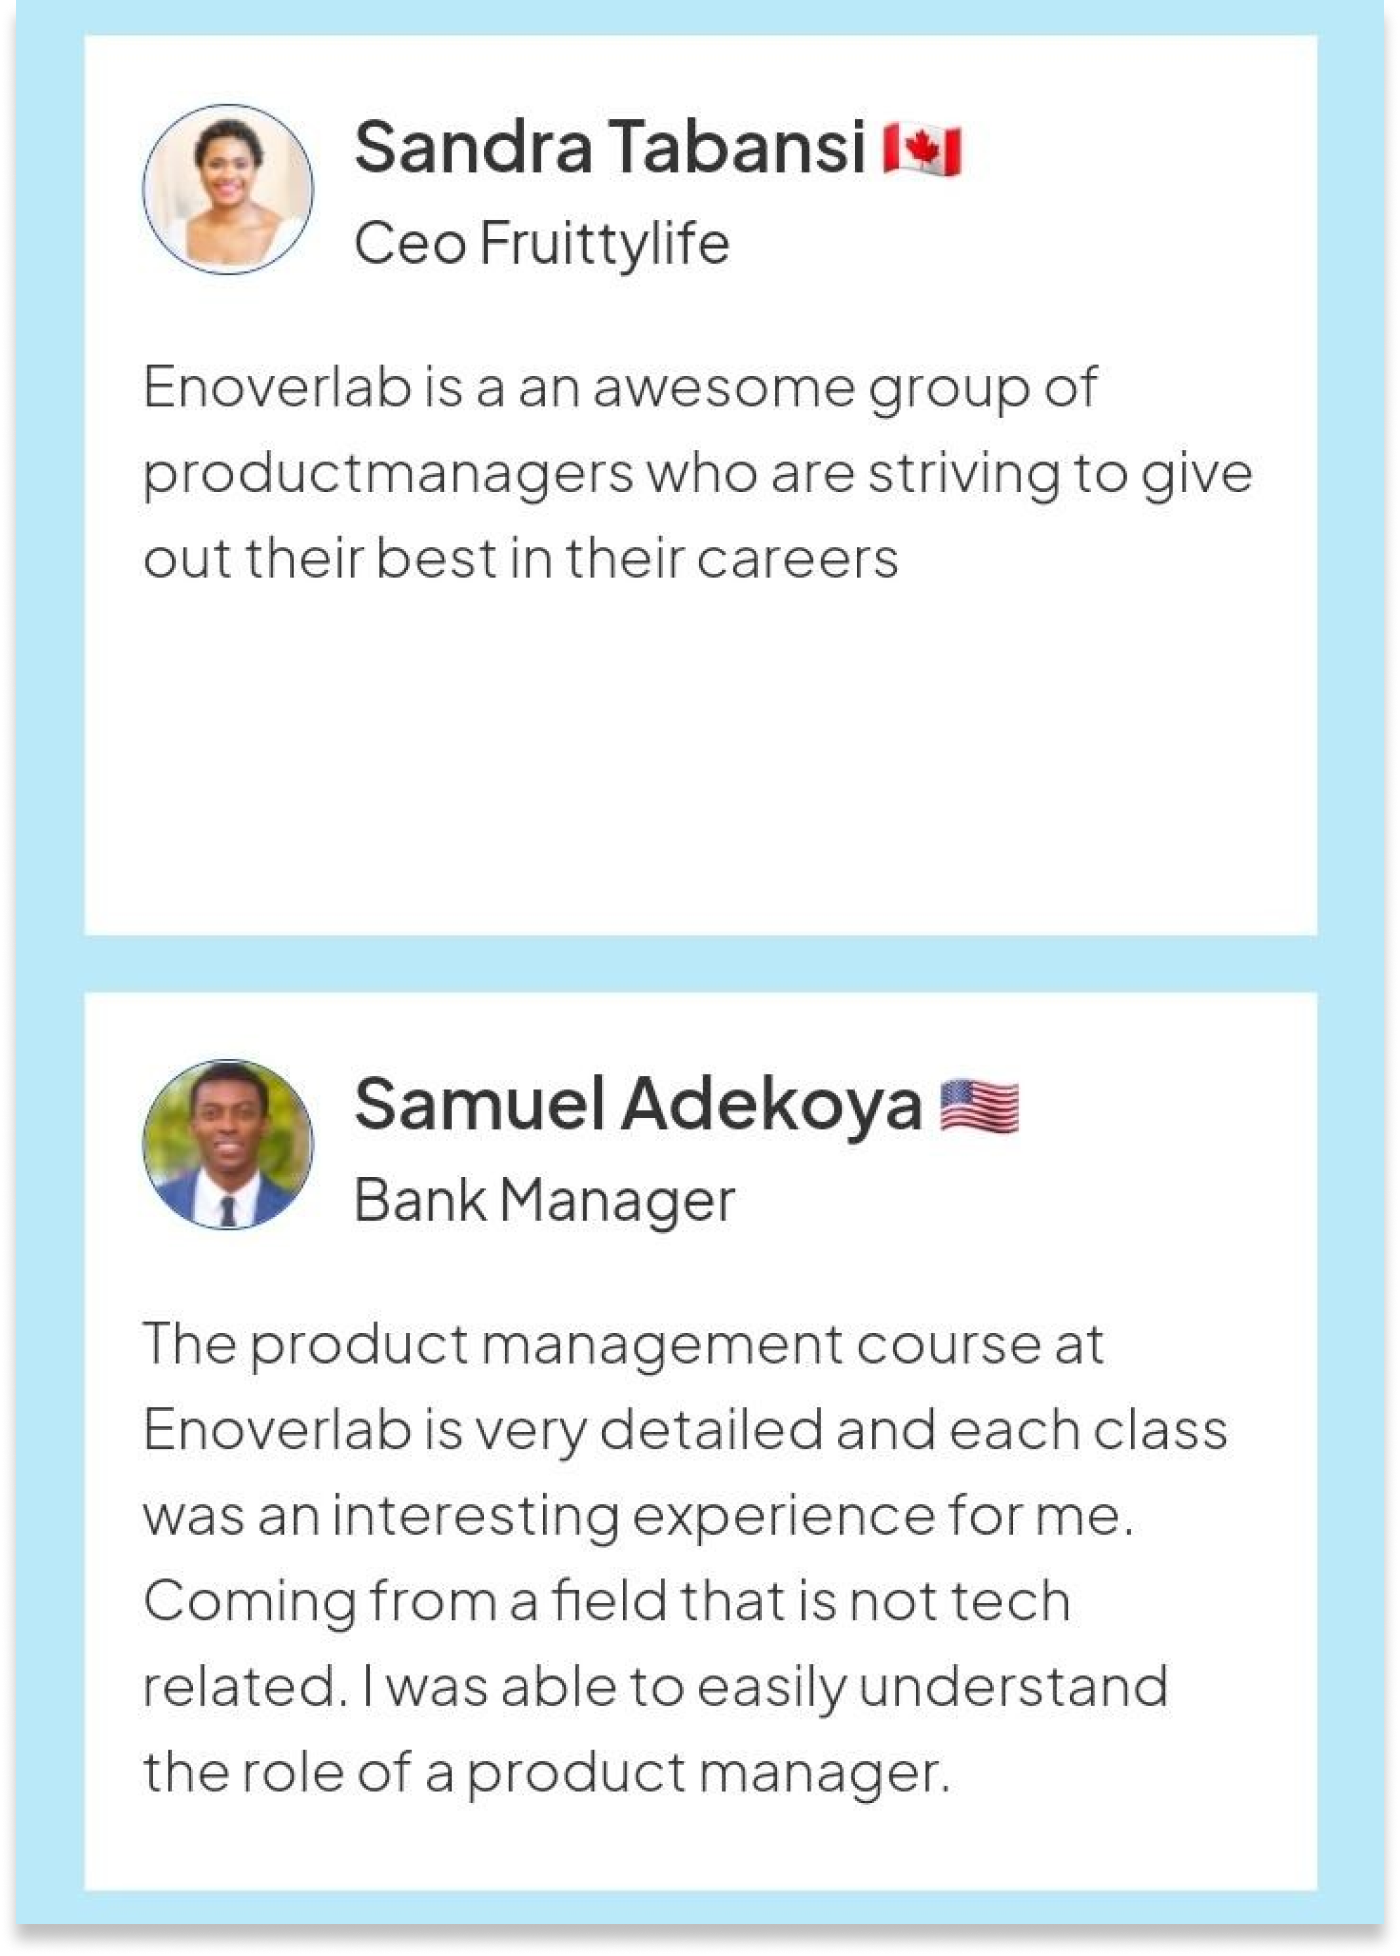 Sandra Tabansi 🇨🇦
Ceo Fruittylife
Enoverlab is a an awesome group of
productmanagers who are striving to give
out their best in their careers
Samuel Adekoya 🇺🇸
Bank Manager
The product management course at
Enoverlab is very detailed and each class
was an interesting experience for me.
Coming from a field that is not tech
related. I was able to easily understand
the role of a product manager.